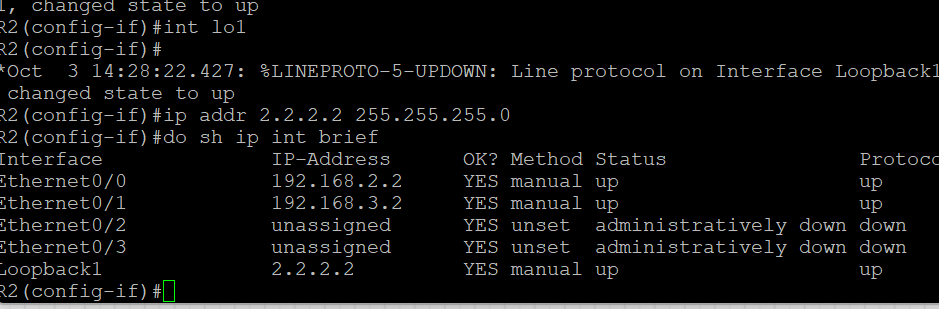 1, changed state to up
R2(config-if)#int lo1
R2(config-if)#
*Oct  3 14:28:22.427: %LINEPROTO-5-UPDOWN: Line protocol on Interface Loopback1
 changed state to up
R2(config-if)#ip addr 2.2.2.2 255.255.255.0
R2(config-if)#do sh ip int brief
Interface              IP-Address      OK? Method Status                Protoco
Ethernet0/0            192.168.2.2     YES manual up                    up
Ethernet0/1            192.168.3.2     YES manual up                    up
Ethernet0/2            unassigned      YES unset  administratively down down
Ethernet0/3            unassigned      YES unset  administratively down down
Loopback1              2.2.2.2         YES manual up                    up
R2(config-if)#